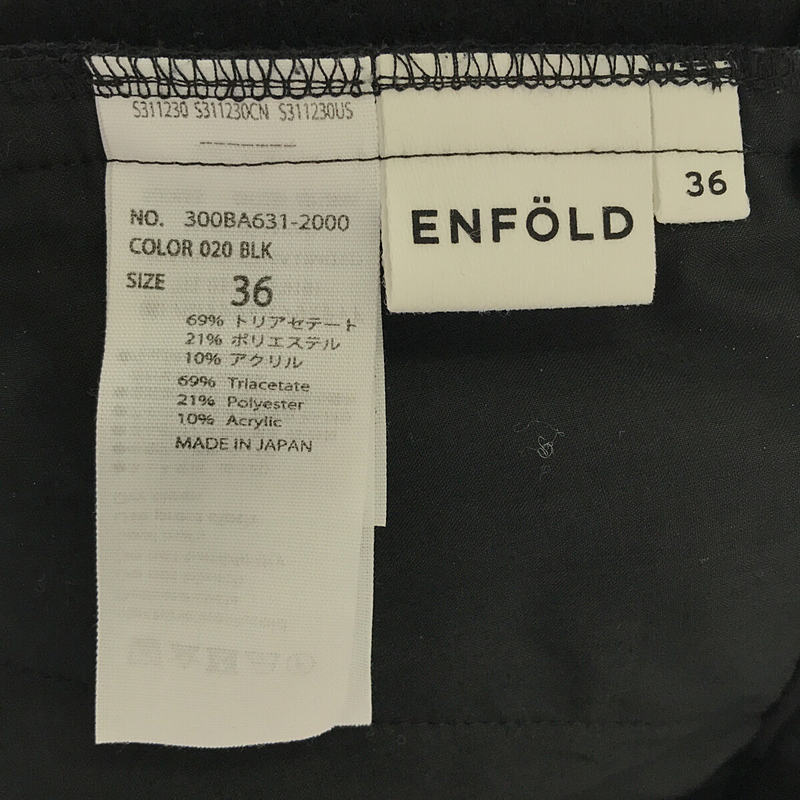 S311230 S311230CN S311230US
NO. 300BA631-2000
COLOR 020 BLK
SIZE 36
69% トリアセテート
21% ポリエステル
10% アクリル
69% Triacetate
21% Polyester
10% Acrylic
MADE IN JAPAN
ENFÖLD
36